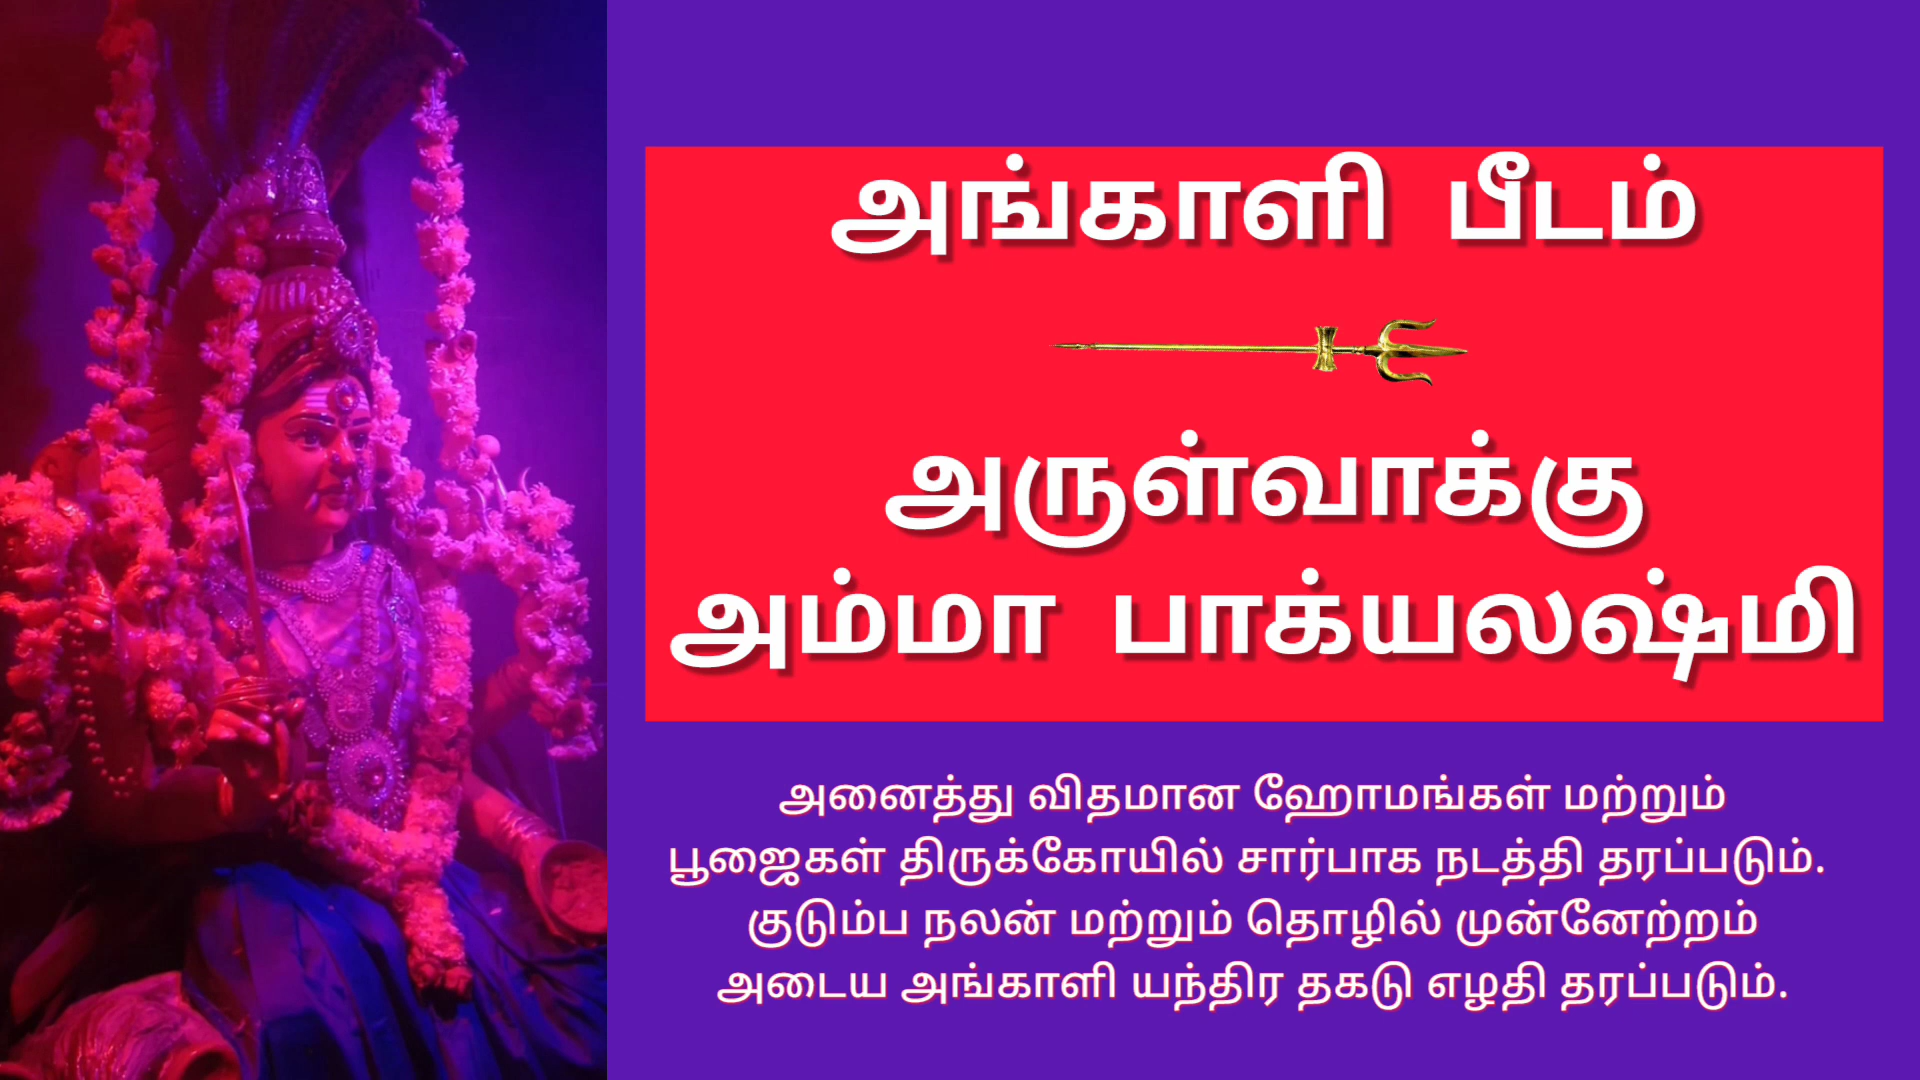 அங்காளி பீடம்
அருள்வாக்கு
அம்மா பாக்யலஷ்மி
அனைத்து விதமான ஹோமங்கள் மற்றும்
பூஜைகள் திருக்கோயில் சார்பாக நடத்தி தரப்படும்.
குடும்ப நலன் மற்றும் தொழில் முன்னேற்றம்
அடைய அங்காளி யந்திர தகடு எழதி தரப்படும்.